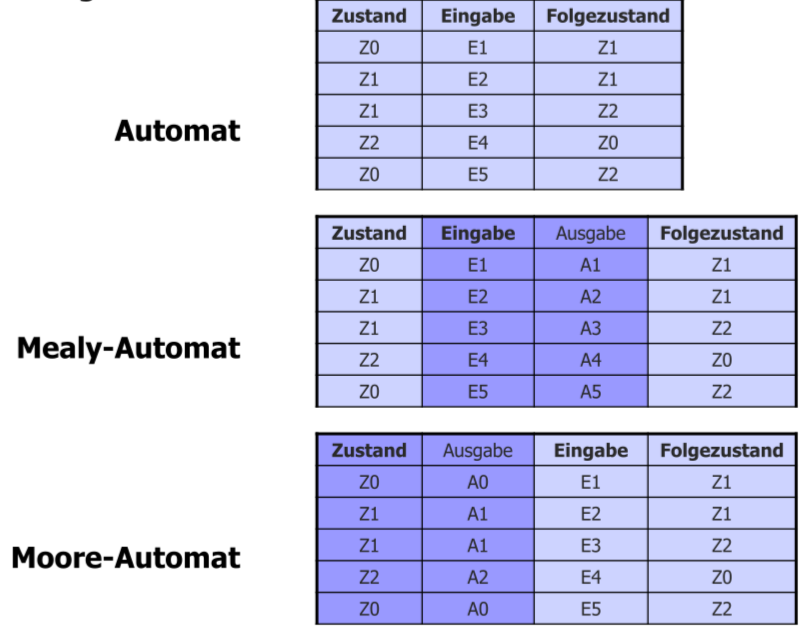 Zustand Eingabe Folgezustand
Z0 E1 Z1
Z1 E2 Z1
Automat
Z1 E3 Z2
Z2 E4 Z0
Z0 E5 Z2
Zustand Eingabe Ausgabe Folgezustand
Z0 E1 A1 Z1
Z1 E2 A2 Z1
Mealy-Automat
Z1 E3 A3 Z2
Z2 E4 A4 Z0
Z0 E5 A5 Z2
Zustand Ausgabe Eingabe Folgezustand
Z0 A0 E1 Z1
Z1 A1 E2 Z1
Moore-Automat
Z1 A1 E3 Z2
Z2 A2 E4 Z0
Z0 A0 E5 Z2